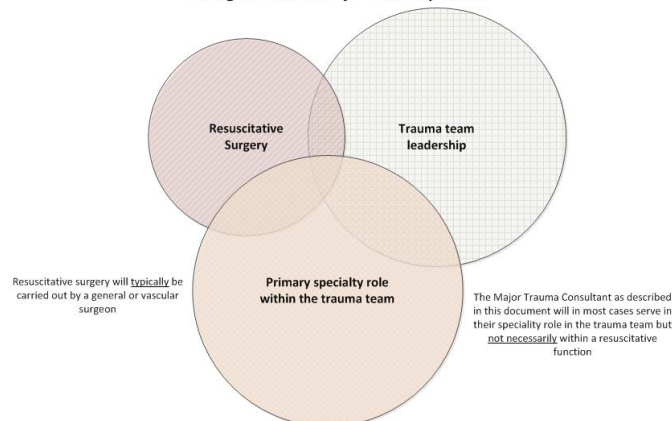 Resuscitative
Surgery
Trauma team
leadership
Primary specialty role
within the trauma team
Resuscitative surgery will typically be
carried out by a general or vascular
surgeon
The Major Trauma Consultant as described
in this document will in most cases serve in
their speciality role in the trauma team but
not necessarily within a resuscitative
function